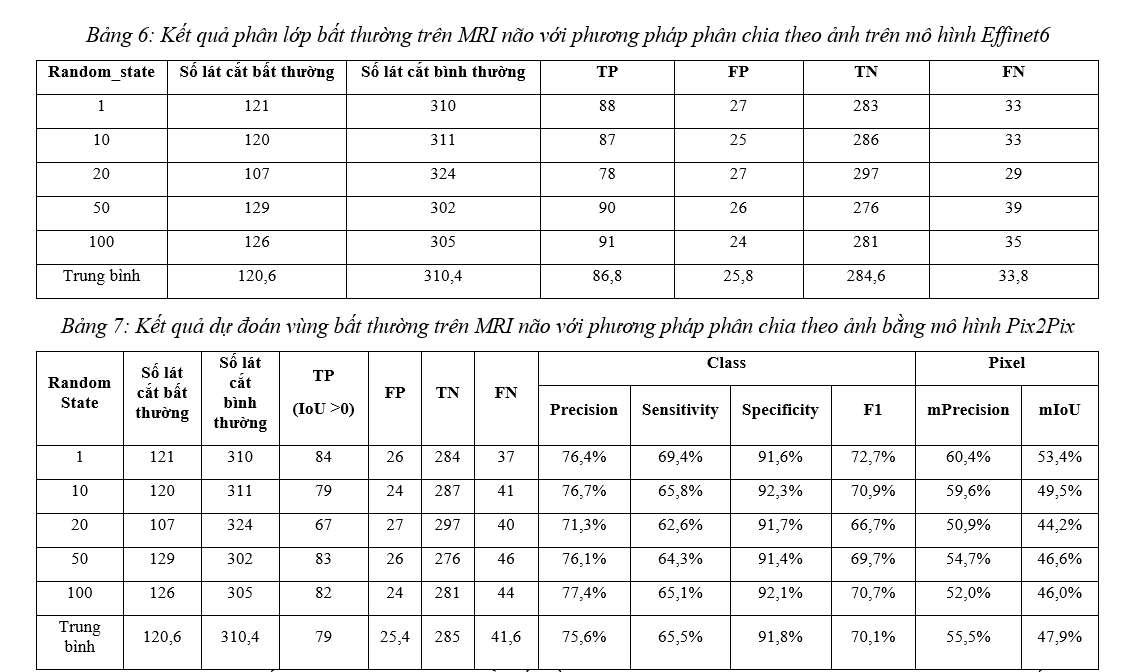 Bảng 6: Kết quả phân lớp bất thường trên MRI não với phương pháp phân chia theo ảnh trên mô hình Effinet6
Random_state Số lát cắt bất thường Số lát cắt bình thường TP FP TN FN
1 121 310 88 27 283 33
10 120 311 87 25 286 33
20 107 324 78 27 297 29
50 129 302 90 26 276 39
100 126 305 91 24 281 35
Trung bình 120,6 310,4 86,8 25,8 284,6 33,8
Bảng 7: Kết quả dự đoán vùng bất thường trên MRI não với phương pháp phân chia theo ảnh bằng mô hình Pix2Pix
Random
State
Số lát
cắt bất
thường
Số lát
cắt
bình
thường
TP
(IoU >0)
FP TN FN
Class Pixel
Precision Sensitivity Specificity F1 mPrecision mIoU
1 121 310 84 26 284 37 76,4% 69,4% 91,6% 72,7% 60,4% 53,4%
10 120 311 79 24 287 41 76,7% 65,8% 92,3% 70,9% 59,6% 49,5%
20 107 324 67 27 297 40 71,3% 62,6% 91,7% 66,7% 50,9% 44,2%
50 129 302 83 26 276 46 76,1% 64,3% 91,4% 69,7% 54,7% 46,6%
100 126 305 82 24 281 44 77,4% 65,1% 92,1% 70,7% 52,0% 46,0%
Trung
bình
120,6 310,4 79 25,4 285 41,6 75,6% 65,5% 91,8% 70,1% 55,5% 47,9%